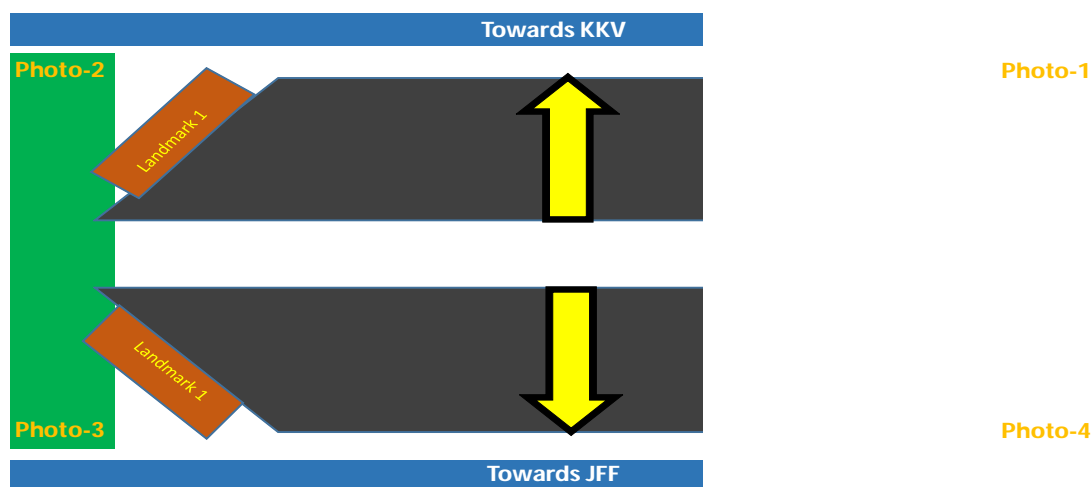 Towards KKV
Photo-2
Photo-1
Landmark 1
Landmark 1
Photo-3
Photo-4
Towards JFF